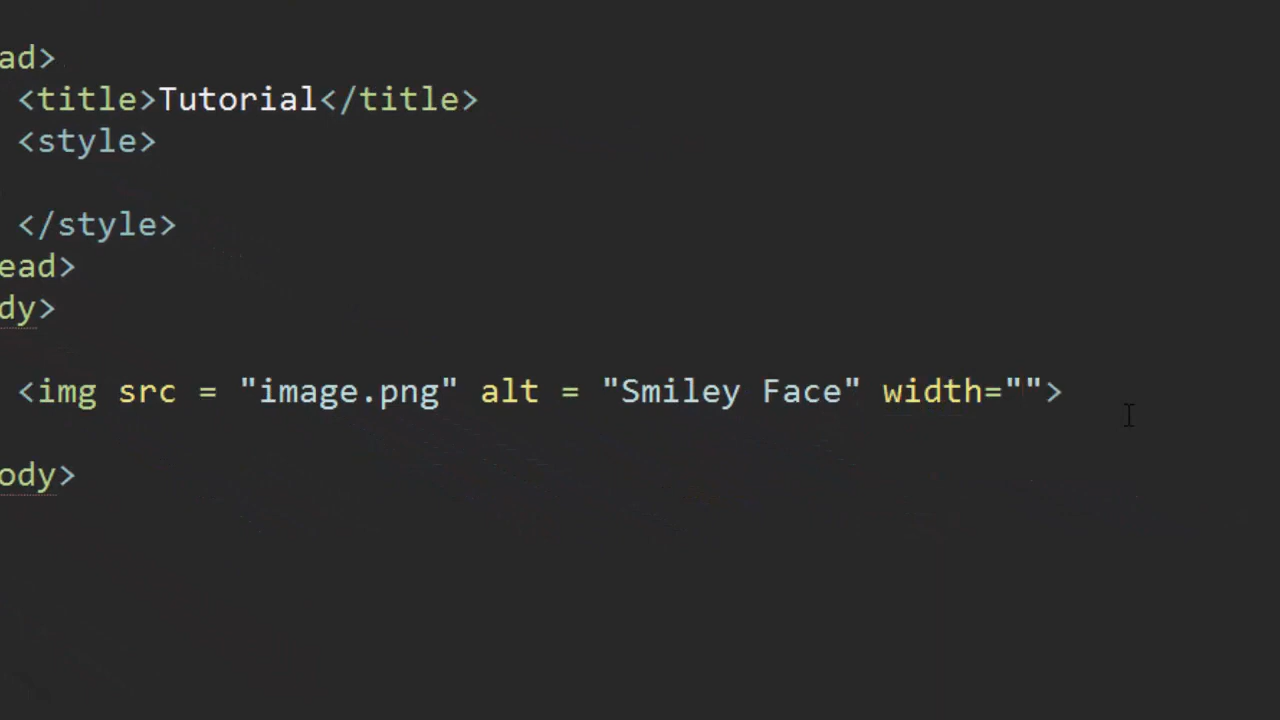 ad>
<title>Tutorial</title>
<style>
</style>
ead>
dy>
<img src = "image.png" alt = "Smiley Face" width="">
ody>